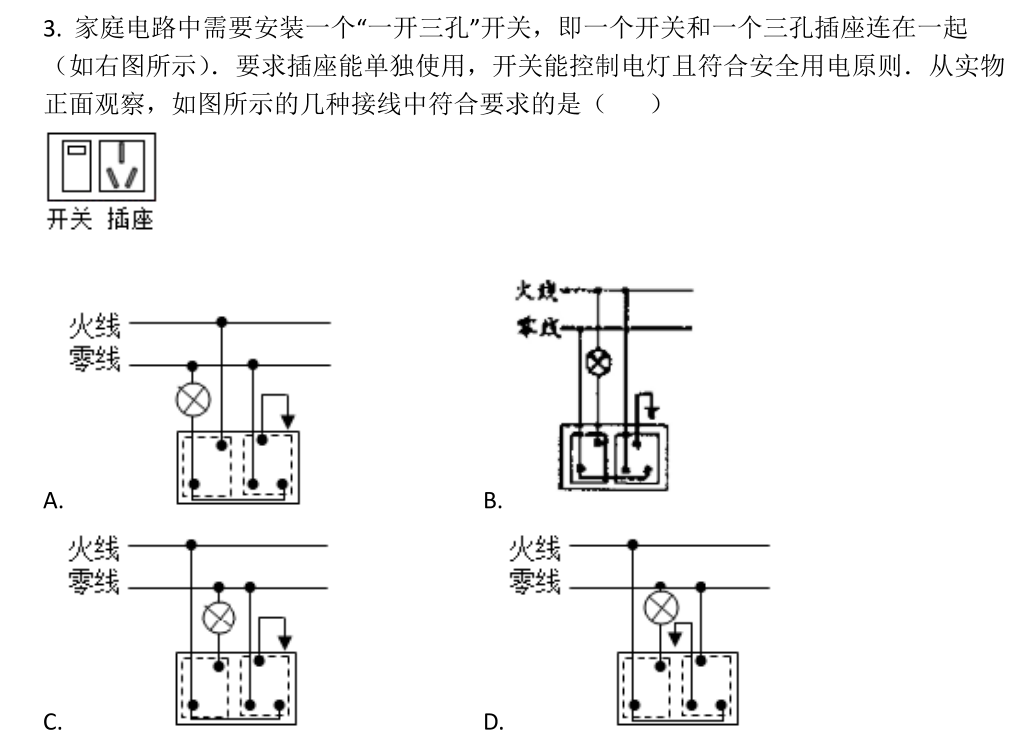 3. 家庭电路中需要安装一个“一开三孔”开关，即一个开关和一个三孔插座连在一起
（如右图所示）．要求插座能单独使用，开关能控制电灯且符合安全用电原则．从实物
正面观察，如图所示的几种接线中符合要求的是（　　）
开关 插座
火线
零线
A.
火线
零线
B.
火线
零线
C.
火线
零线
D.